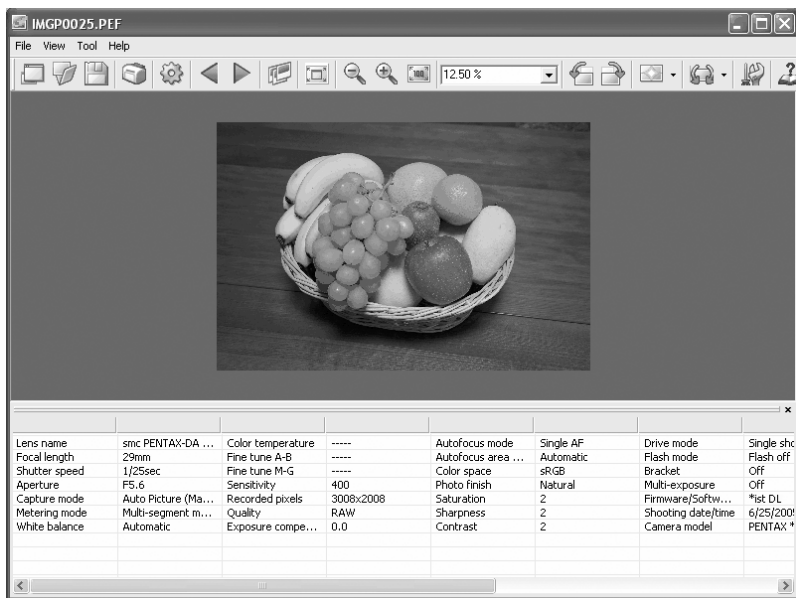 IMGP0025.PEF
File View Tool Help
100 12.50 %
Lens name smc PENTAX-DA ... Color temperature ----- Autofocus mode Single AF Drive mode Single sho
Focal length 29mm Fine tune A-B ----- Autofocus area ... Automatic Flash mode Flash off
Shutter speed 1/25sec Fine tune M-G ----- Color space sRGB Bracket Off
Aperture F5.6 Sensitivity 400 Photo finish Natural Multi-exposure Off
Capture mode Auto Picture (Ma... Recorded pixels 3008x2008 Saturation 2 Firmware/Softw... *ist DL
Metering mode Multi-segment m... Quality RAW Sharpness 2 Shooting date/time 6/25/2005
White balance Automatic Exposure compe... 0.0 Contrast 2 Camera model PENTAX *